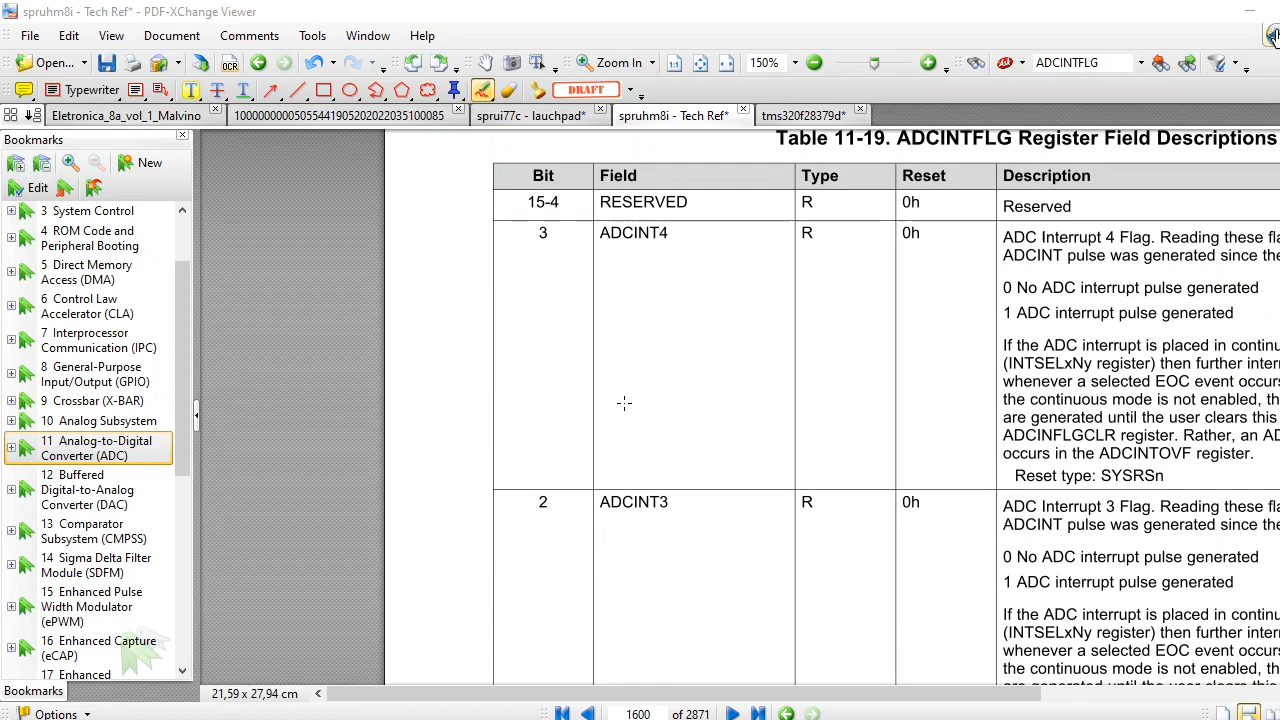 spruhm8i - Tech Ref* - PDF-XChange Viewer
File Edit View Document Comments Tools Window Help
Open... OCR Zoom In 150% ADCINTFLG
Typewriter DRAFT
Eletronica_8a_vol_1_Malvino 10000000005055441905202022035100085 sprui77c - lauchpad* spruhm8i - Tech Ref* tms320f28379d*
Bookmarks
New
Edit
3 System Control
4 ROM Code and
Peripheral Booting
5 Direct Memory
Access (DMA)
6 Control Law
Accelerator (CLA)
7 Interprocessor
Communication (IPC)
8 General-Purpose
Input/Output (GPIO)
9 Crossbar (X-BAR)
10 Analog Subsystem
11 Analog-to-Digital
Converter (ADC)
12 Buffered
Digital-to-Analog
Converter (DAC)
13 Comparator
Subsystem (CMPSS)
14 Sigma Delta Filter
Module (SDFM)
15 Enhanced Pulse
Width Modulator
(ePWM)
16 Enhanced Capture
(eCAP)
17 Enhanced
Bookmarks
Options
Table 11-19. ADCINTFLG Register Field Descriptions
Bit Field Type Reset Description
15-4 RESERVED R 0h Reserved
3 ADCINT4 R 0h ADC Interrupt 4 Flag. Reading these
ADCINT pulse was generated since the
0 No ADC interrupt pulse generated
1 ADC interrupt pulse generated
If the ADC interrupt is placed in
(INTSELxNy register) then further
whenever a selected EOC event
the continuous mode is not enabled,
are generated until the user clears this
ADCINFLGCLR register. Rather, an
occurs in the ADCINTOVF register.
Reset type: SYSRSn
2 ADCINT3 R 0h ADC Interrupt 3 Flag. Reading these
ADCINT pulse was generated since the
0 No ADC interrupt pulse generated
1 ADC interrupt pulse generated
If the ADC interrupt is placed in
(INTSELxNy register) then further
whenever a selected EOC event
the continuous mode is not enabled,
21,59 x 27,94 cm
1600 of 2871